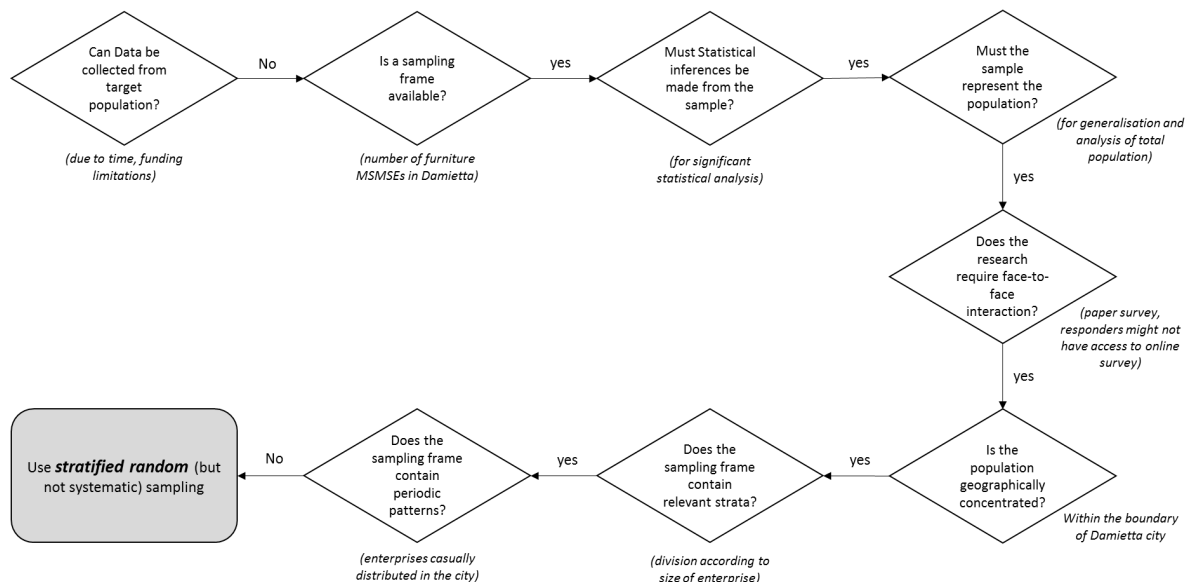 Can Data be
collected from
target
population?
No
(due to time, funding
limitations)
Is a sampling
frame
available?
yes
(number of furniture
MSMSEs in Damietta)
Must Statistical
inferences be
made from the
sample?
yes
(for significant
statistical analysis)
Must the
sample
represent the
population?
(for generalisation and
analysis of total
population)
yes
Does the
research
require face-to-
face
interaction?
(paper survey,
responders might not
have access to online
survey)
yes
Is the
population
geographically
concentrated?
Within the boundary
of Damietta city
yes
Does the
sampling frame
contain
relevant strata?
(division according to
size of enterprise)
yes
Does the
sampling frame
contain
periodic
patterns?
(enterprises casually
distributed in the city)
No
Use stratified random (but
not systematic) sampling